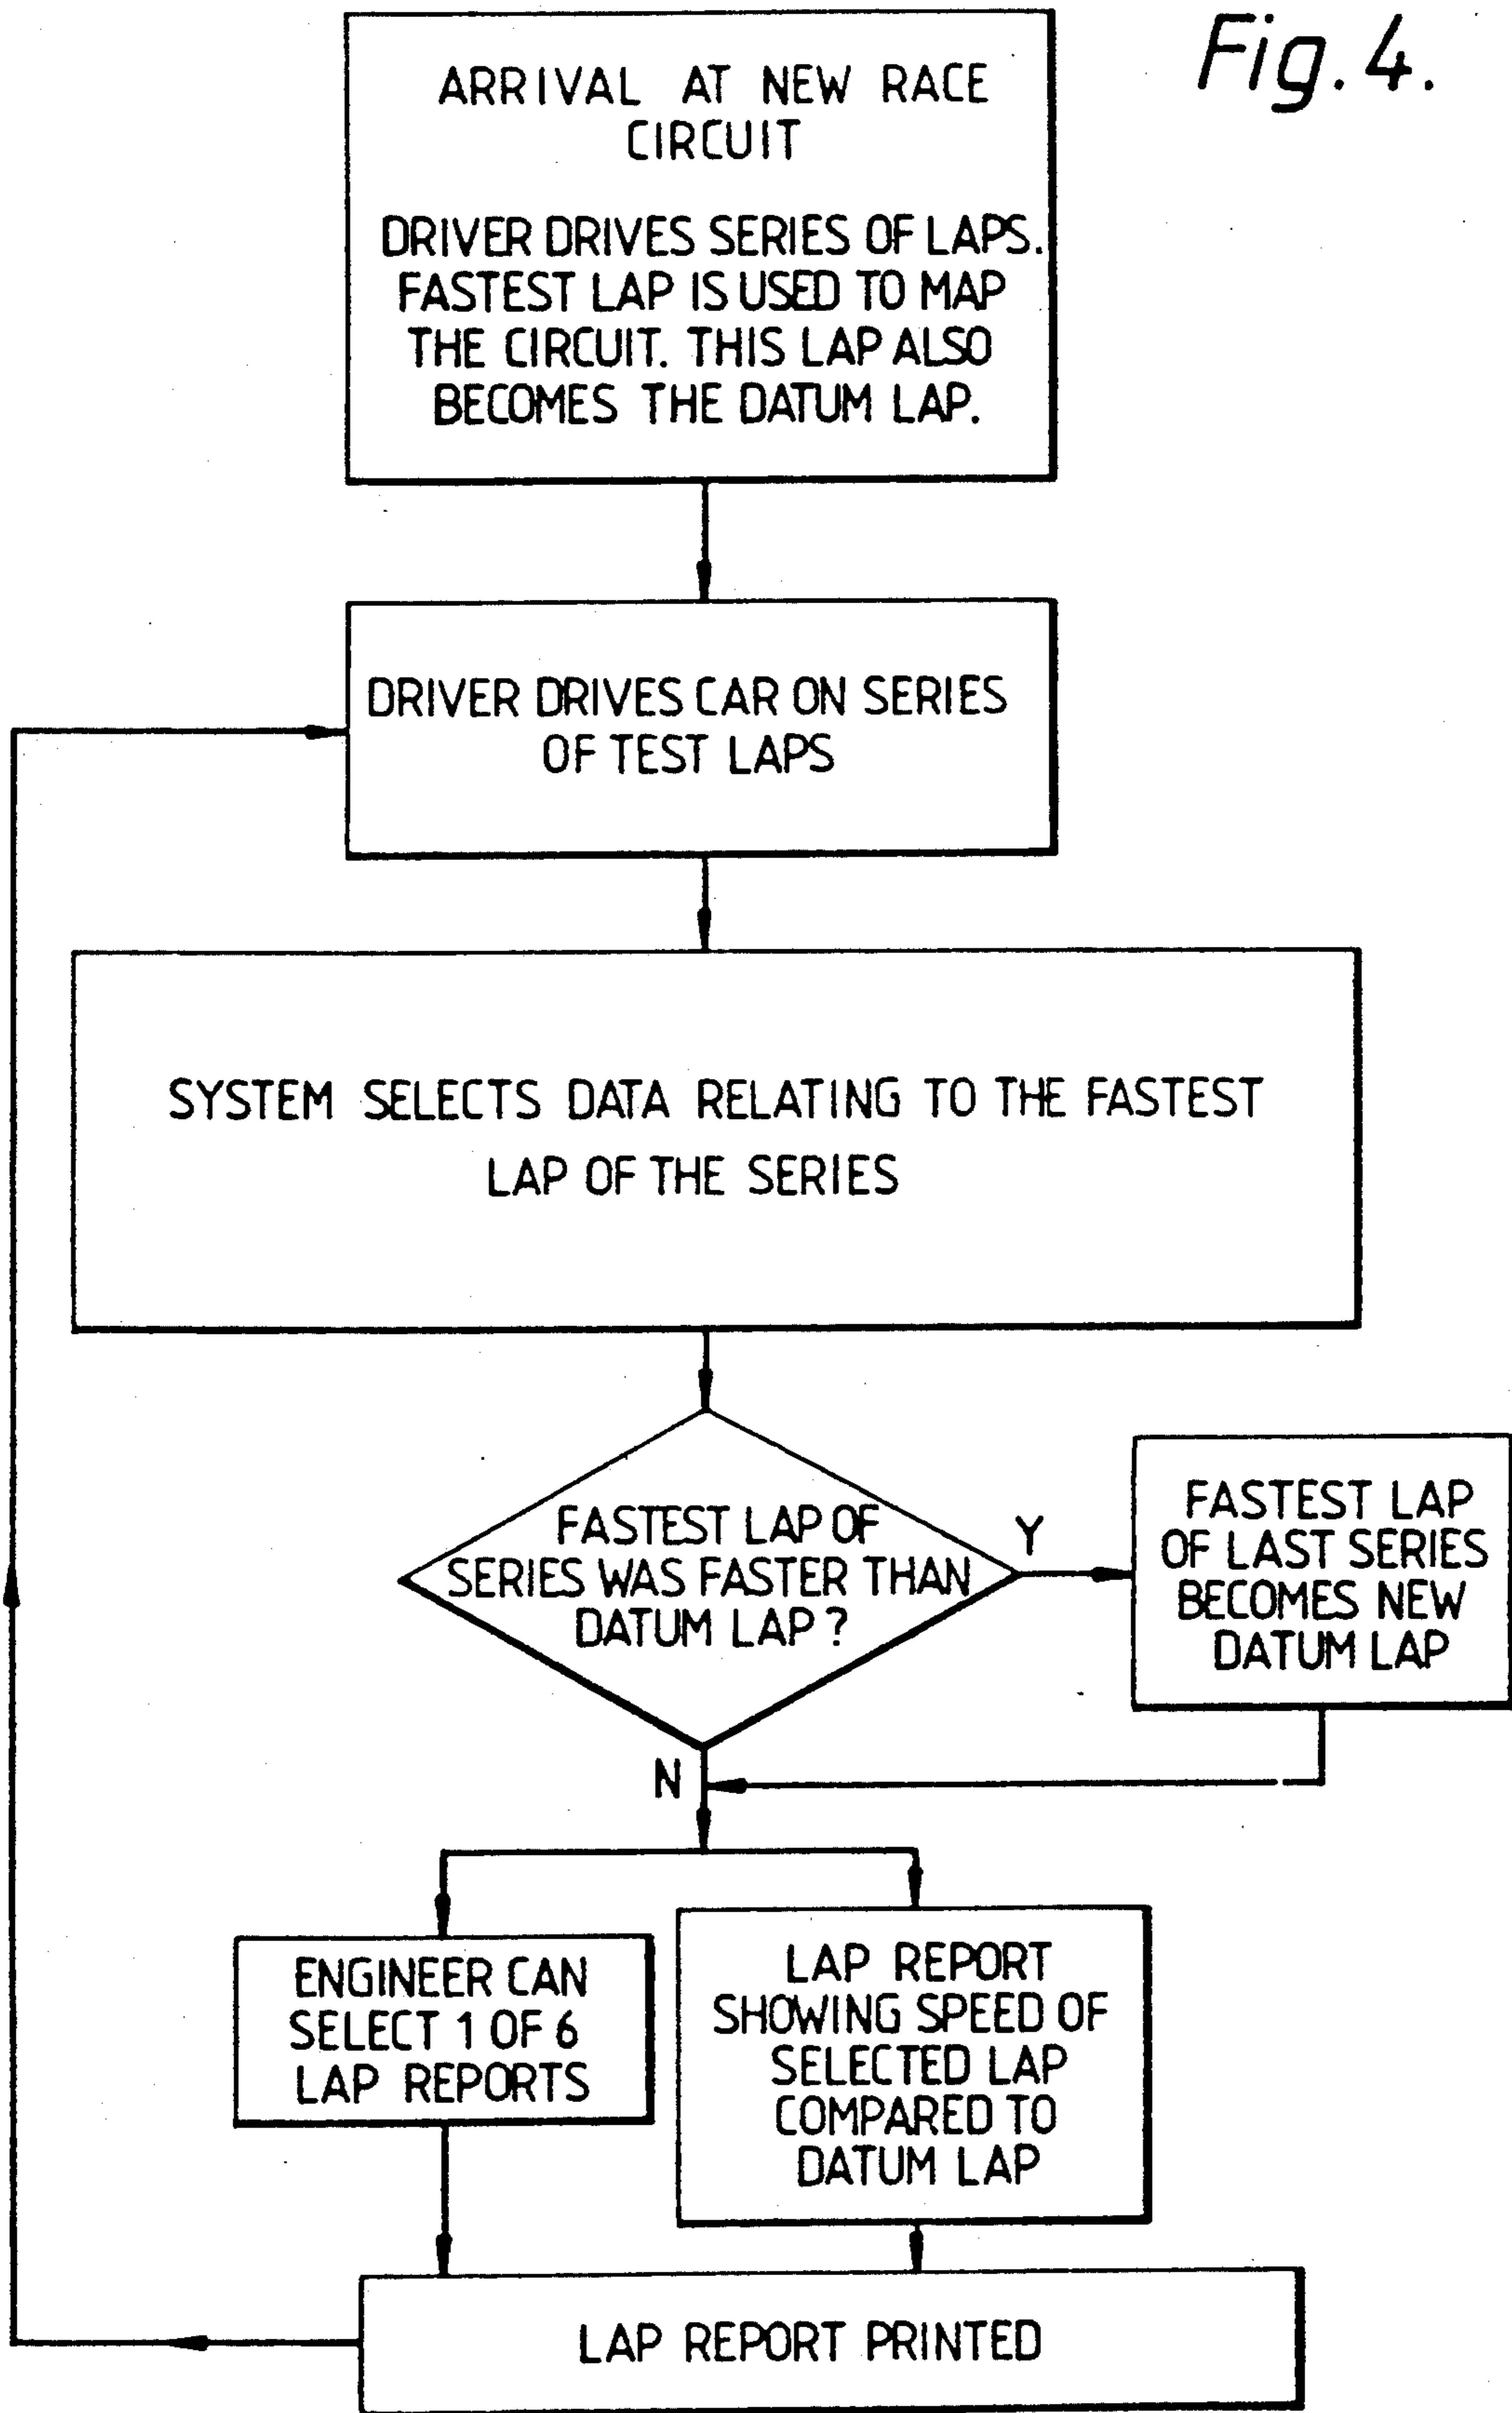 Fig. 4.
ARRIVAL AT NEW RACE
CIRCUIT
DRIVER DRIVES SERIES OF LAPS.
FASTEST LAP IS USED TO MAP
THE CIRCUIT. THIS LAP ALSO
BECOMES THE DATUM LAP.
DRIVER DRIVES CAR ON SERIES
OF TEST LAPS
SYSTEM SELECTS DATA RELATING TO THE FASTEST
LAP OF THE SERIES
FASTEST LAP OF
SERIES WAS FASTER THAN
DATUM LAP ?
Y
FASTEST LAP
OF LAST SERIES
BECOMES NEW
DATUM LAP
N
ENGINEER CAN
SELECT 1 OF 6
LAP REPORTS
LAP REPORT
SHOWING SPEED OF
SELECTED LAP
COMPARED TO
DATUM LAP
LAP REPORT PRINTED